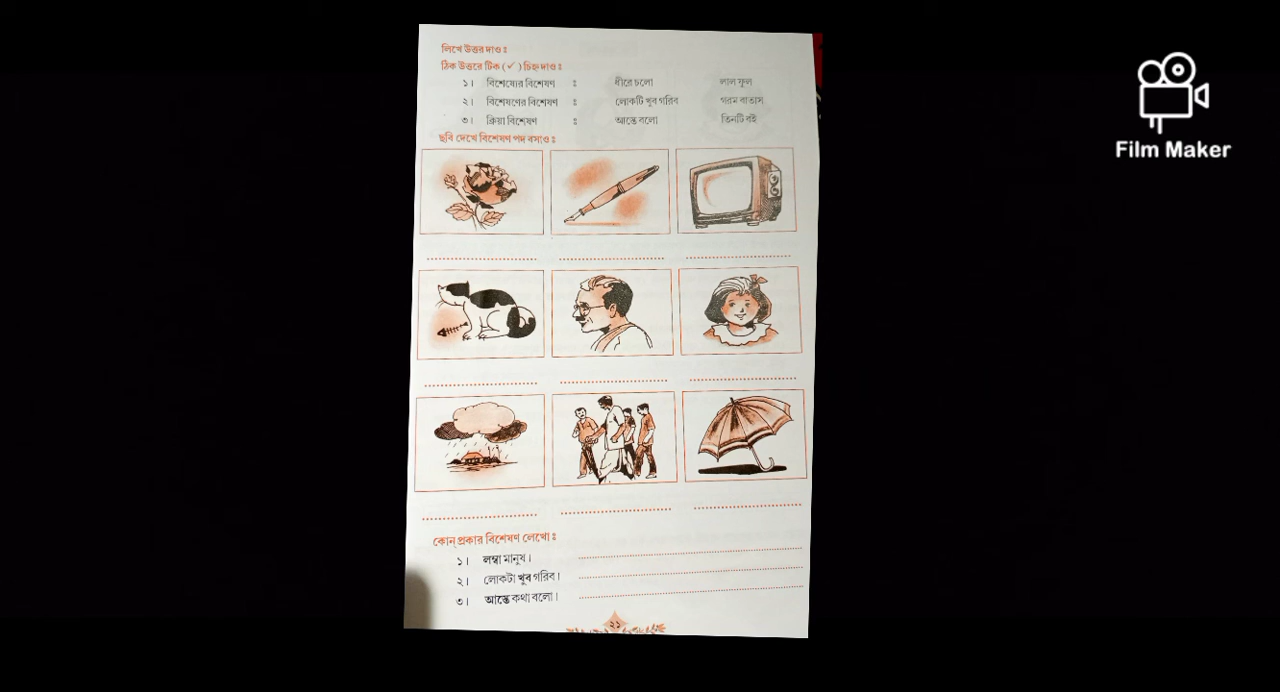 লিখে উত্তর দাও ঃ
ঠিক উত্তরে টিক ( ✓ ) চিহ্ন দাও ঃ
১। বিশেষ্যের বিশেষণ ঃ ধীরে চলো লাল ফুল
২। বিশেষণের বিশেষণ ঃ লোকটি খুব গরিব গরম বাতাস
৩। ক্রিয়া বিশেষণ ঃ আস্তে বলো তিনটি বই
ছবি দেখে বিশেষণ পদ বসাও ঃ
কোন্ প্রকার বিশেষণ লেখো ঃ
১। লম্বা মানুষ।
২। লোকটা খুব গরিব।
৩। আস্তে কথা বলো।
২১
Film Maker